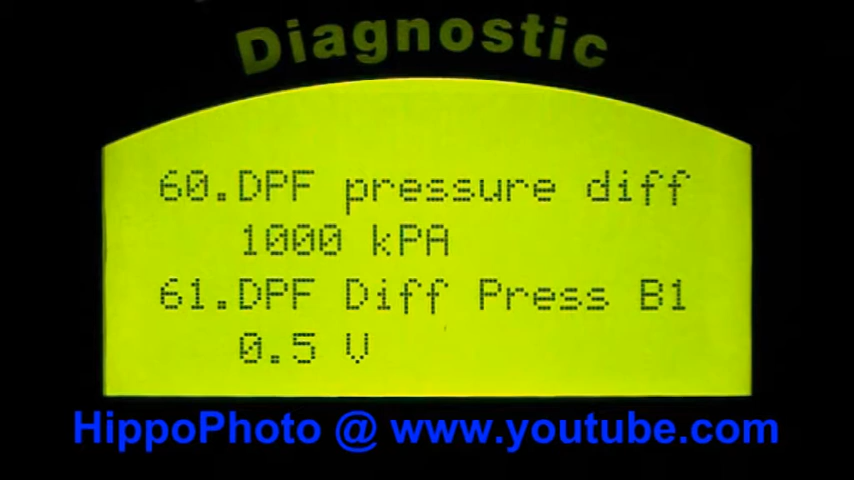 Diagnostic
60.DPF pressure diff
1000 kPA
61.DPF Diff Press B1
0.5 V
HippoPhoto @ www.youtube.com